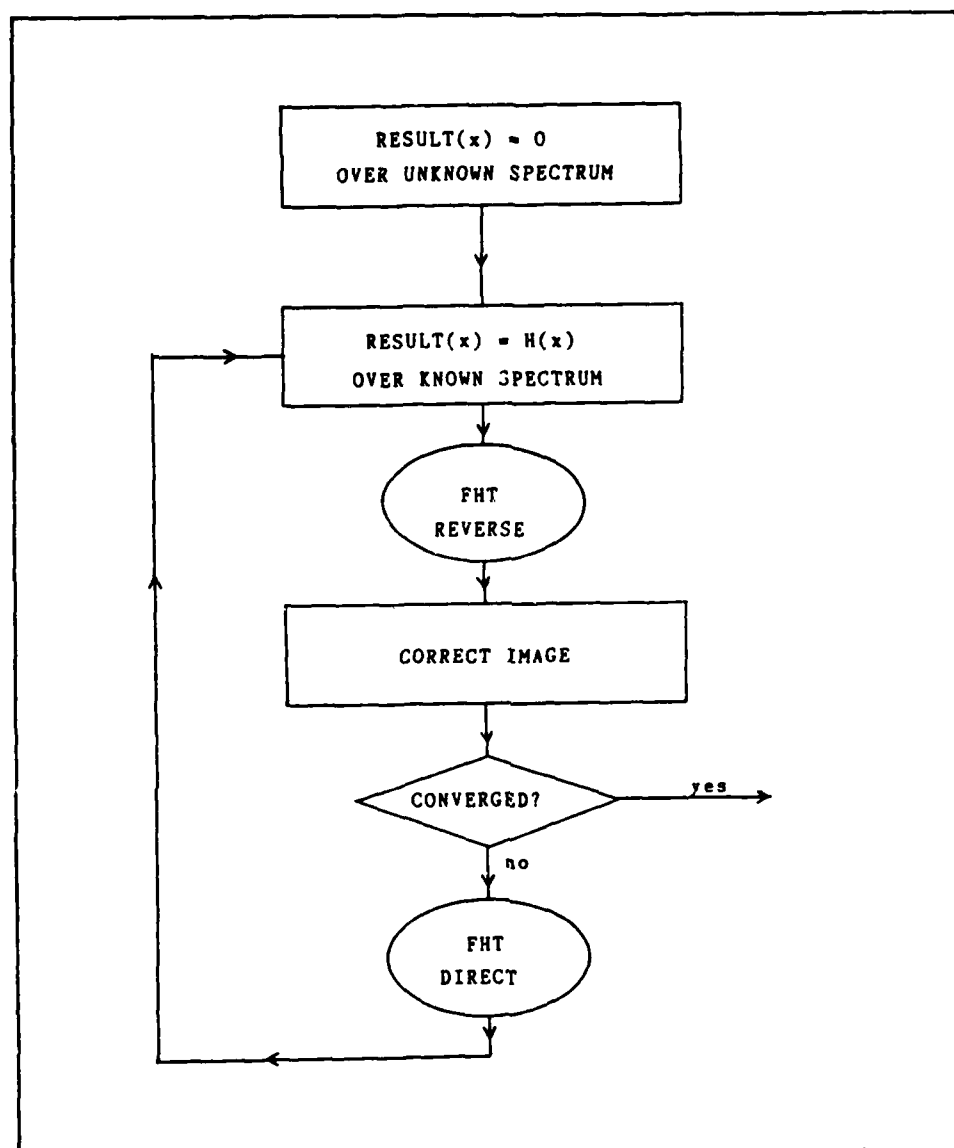 RESULT(x) = 0
OVER UNKNOWN SPECTRUM
RESULT(x) = H(x)
OVER KNOWN SPECTRUM
FHT
REVERSE
CORRECT IMAGE
CONVERGED?
yes
no
FHT
DIRECT